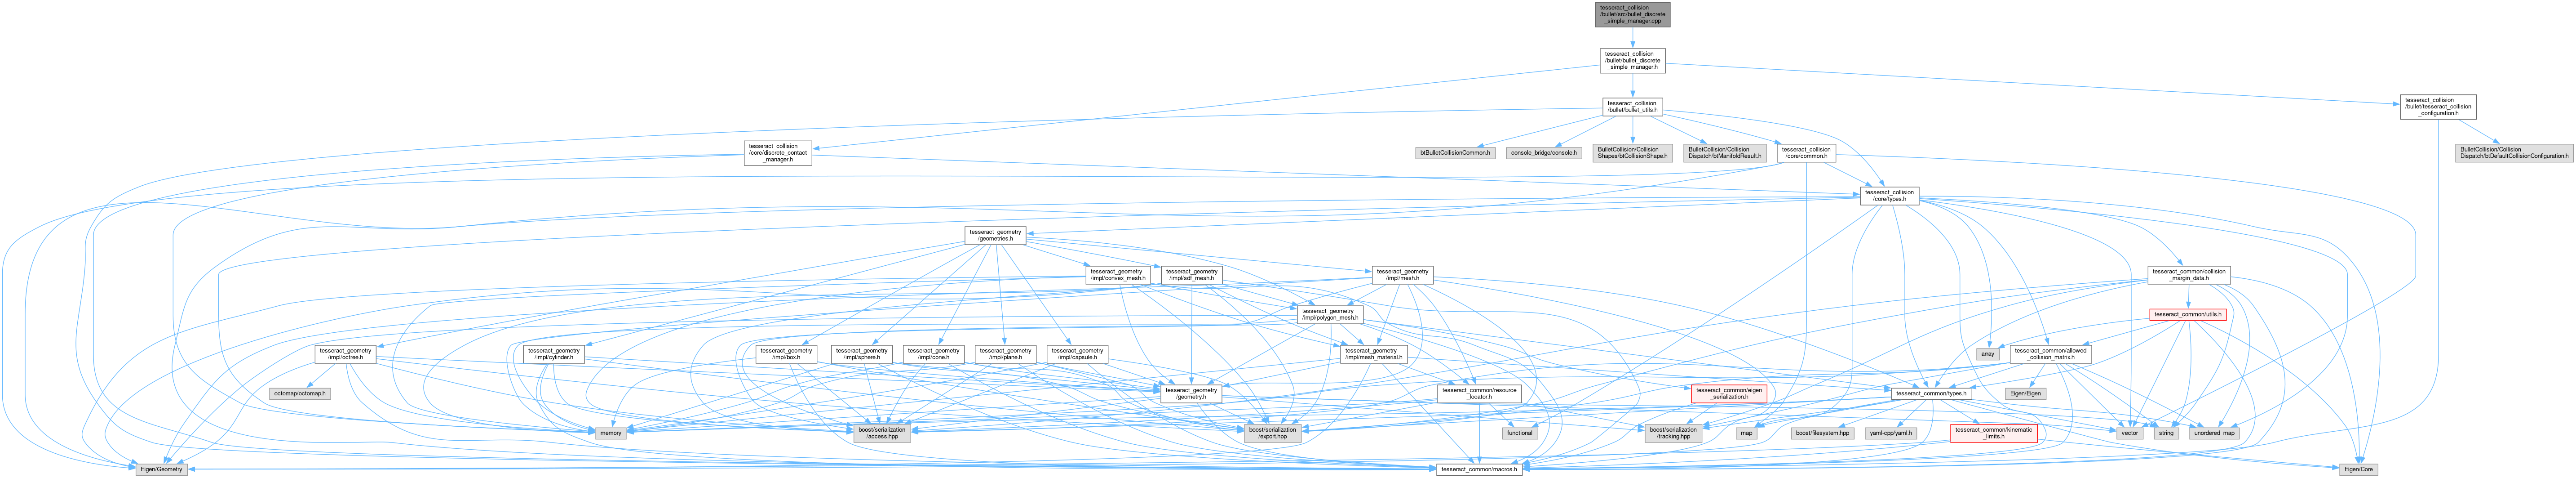 tesseract_collision
/bullet/src/bullet_discrete
_simple_manager.cpp
tesseract_collision
/bullet/bullet_discrete
_simple_manager.h
tesseract_collision
/bullet/bullet_utils.h
tesseract_collision
/bullet/tesseract_collision
_configuration.h
tesseract_collision
/core/discrete_contact
_manager.h
btBulletCollisionCommon.h
console_bridge/console.h
BulletCollision/Collision
Shapes/btCollisionShape.h
BulletCollision/Collision
Dispatch/btManifoldResult.h
tesseract_collision
/core/common.h
BulletCollision/Collision
Dispatch/btDefaultCollisionConfiguration.h
tesseract_collision
/core/types.h
tesseract_geometry
/geometries.h
tesseract_geometry
/impl/convex_mesh.h
tesseract_geometry
/impl/sdf_mesh.h
tesseract_geometry
/impl/mesh.h
tesseract_common/collision
_margin_data.h
tesseract_geometry
/impl/polygon_mesh.h
tesseract_common/utils.h
tesseract_geometry
/impl/octree.h
tesseract_geometry
/impl/cylinder.h
tesseract_geometry
/impl/box.h
tesseract_geometry
/impl/sphere.h
tesseract_geometry
/impl/cone.h
tesseract_geometry
/impl/plane.h
tesseract_geometry
/impl/capsule.h
tesseract_geometry
/impl/mesh_material.h
array
tesseract_common/allowed
_collision_matrix.h
octomap/octomap.h
tesseract_geometry
/geometry.h
tesseract_common/resource
_locator.h
tesseract_common/eigen
_serialization.h
tesseract_common/types.h
Eigen/Eigen
memory
boost/serialization
/access.hpp
boost/serialization
/export.hpp
functional
boost/serialization
/tracking.hpp
map
boost/filesystem.hpp
yaml-cpp/yaml.h
tesseract_common/kinematic
_limits.h
vector
string
unordered_map
Eigen/Geometry
tesseract_common/macros.h
Eigen/Core